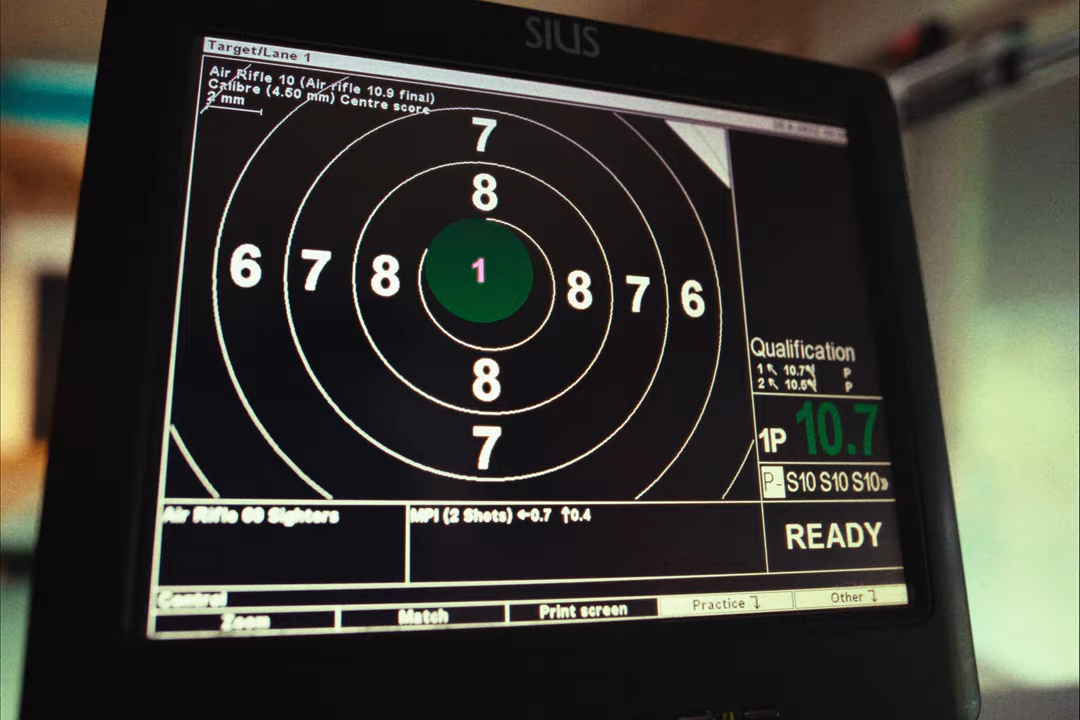 SIUS
Target/Lane 1
Air Rifle 10 (Air rifle 10.9 final)
Calibre (4.50 mm) Centre score
2 mm
7
8
6 7 8 1 8 7 6
8
7
Qualification
1 ↖ 10.7 P
2 ↖ P
1P 10.7
P- S10 S10 S10»
Air Rifle 60 Sighters
MPI (2 Shots) ←0.7 ↑0.4
READY
Control
Zoom Match Print screen Practice Other